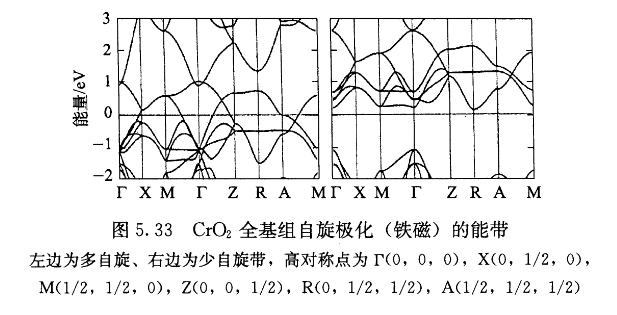 3
2
1
0
-1
-2
能量/eV
Γ X M Γ Z R A M Γ X M Γ Z R A M
图 5.33 CrO₂ 全基组自旋极化（铁磁）的能带
左边为多自旋、右边为少自旋带，高对称点为 Γ(0，0，0)，X(0，1/2，0)，
M(1/2，1/2，0)，Z(0，0，1/2)，R(0，1/2，1/2)，A(1/2，1/2，1/2)